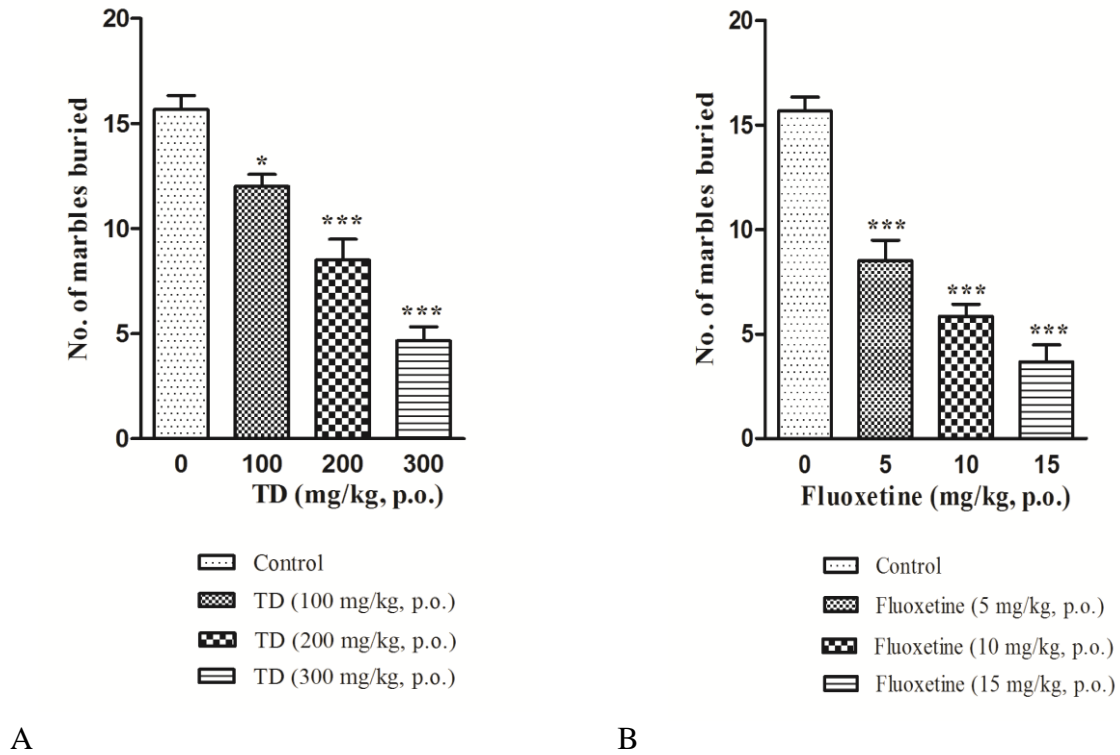 20
15
10
5
0
No. of marbles buried
*
***
***
0 100 200 300
TD (mg/kg, p.o.)
Control
TD (100 mg/kg, p.o.)
TD (200 mg/kg, p.o.)
TD (300 mg/kg, p.o.)
A
20
15
10
5
0
No. of marbles buried
***
***
***
0 5 10 15
Fluoxetine (mg/kg, p.o.)
Control
Fluoxetine (5 mg/kg, p.o.)
Fluoxetine (10 mg/kg, p.o.)
Fluoxetine (15 mg/kg, p.o.)
B